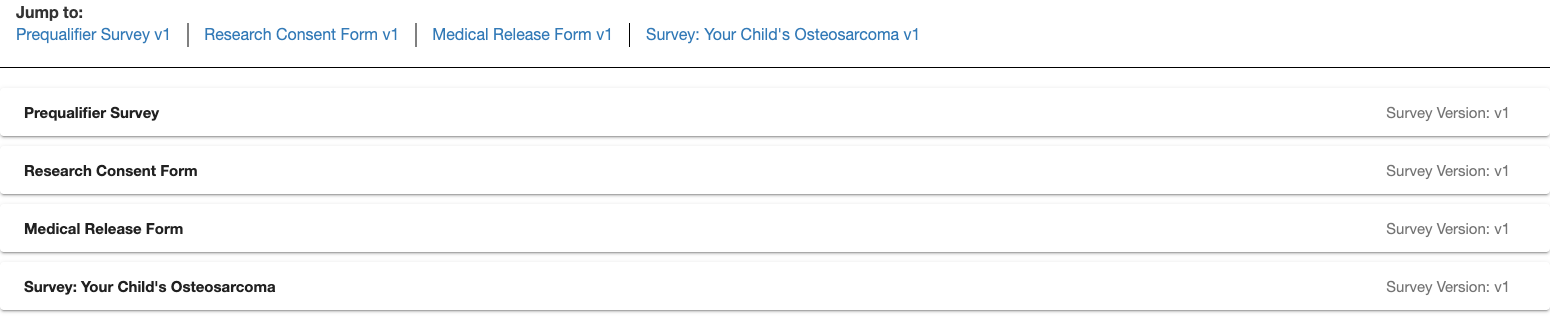 Jump to:
Prequalifier Survey v1 | Research Consent Form v1 | Medical Release Form v1 | Survey: Your Child's Osteosarcoma v1
Prequalifier Survey Survey Version: v1
Research Consent Form Survey Version: v1
Medical Release Form Survey Version: v1
Survey: Your Child's Osteosarcoma Survey Version: v1